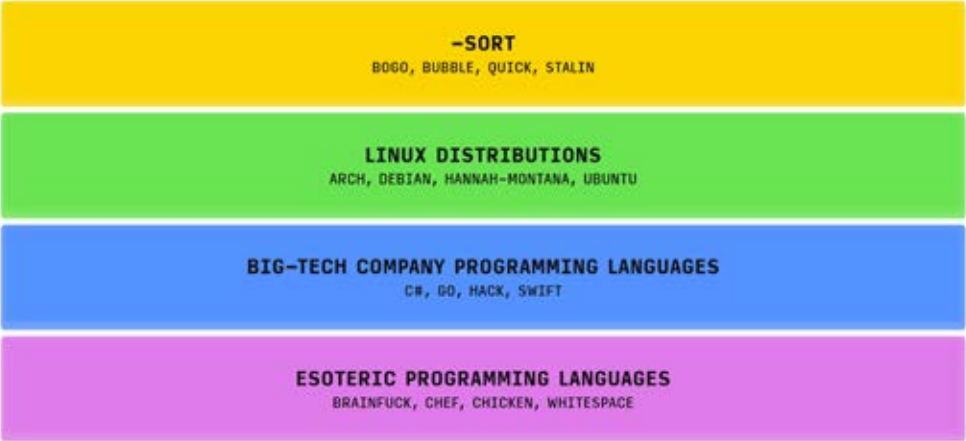 -SORT
BOGO, BUBBLE, QUICK, STALIN
LINUX DISTRIBUTIONS
ARCH, DEBIAN, HANNAH-MONTANA, UBUNTU
BIG-TECH COMPANY PROGRAMMING LANGUAGES
C#, GO, HACK, SWIFT
ESOTERIC PROGRAMMING LANGUAGES
BRAINFUCK, CHEF, CHICKEN, WHITESPACE